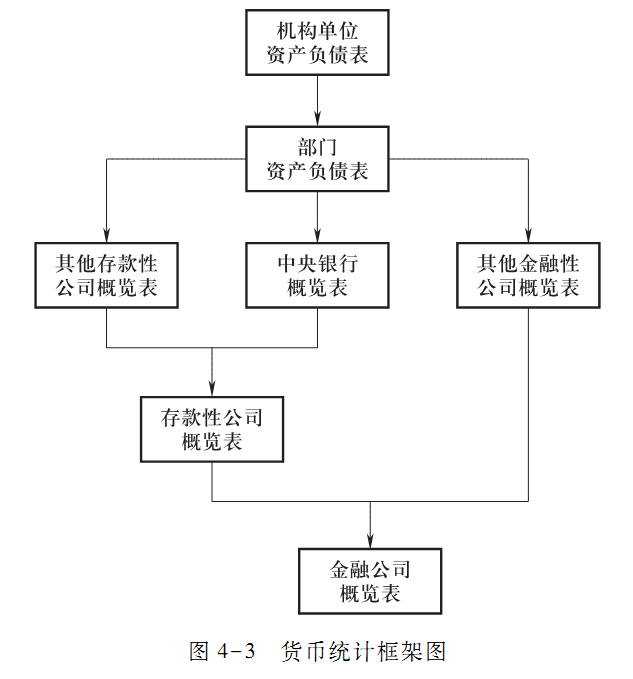 机构单位
资产负债表
部门
资产负债表
其他存款性
公司概览表
中央银行
概览表
其他金融性
公司概览表
存款性公司
概览表
金融公司
概览表
图 4-3　货币统计框架图